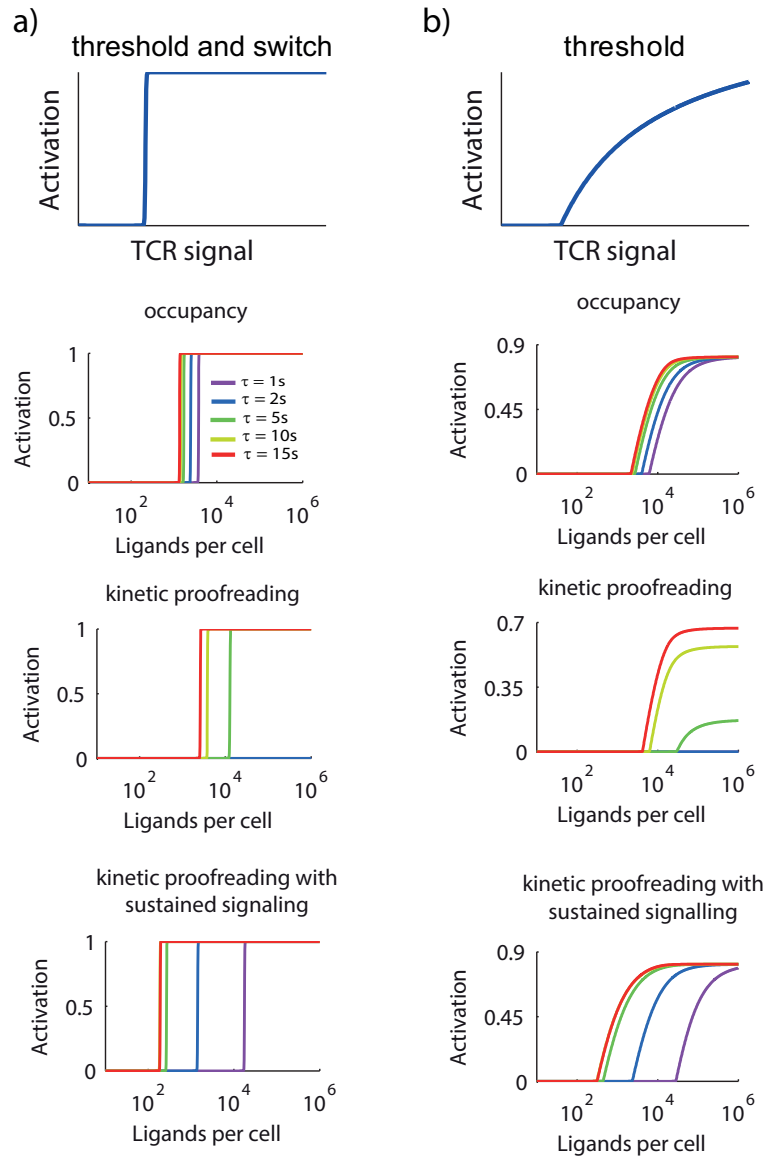 a)
threshold and switch
Activation
TCR signal
occupancy
1
0.5
0
Activation
τ = 1s
τ = 2s
τ = 5s
τ = 10s
τ = 15s
10^2
10^4
10^6
Ligands per cell
kinetic proofreading
1
0.5
0
Activation
10^2
10^4
10^6
Ligands per cell
kinetic proofreading with
sustained signaling
1
0.5
0
Activation
10^2
10^4
10^6
Ligands per cell
b)
threshold
Activation
TCR signal
occupancy
0.9
0.45
0
Activation
10^2
10^4
10^6
Ligands per cell
kinetic proofreading
0.7
0.35
0
Activation
10^2
10^4
10^6
Ligands per cell
kinetic proofreading with
sustained signalling
0.9
0.45
0
Activation
10^2
10^4
10^6
Ligands per cell